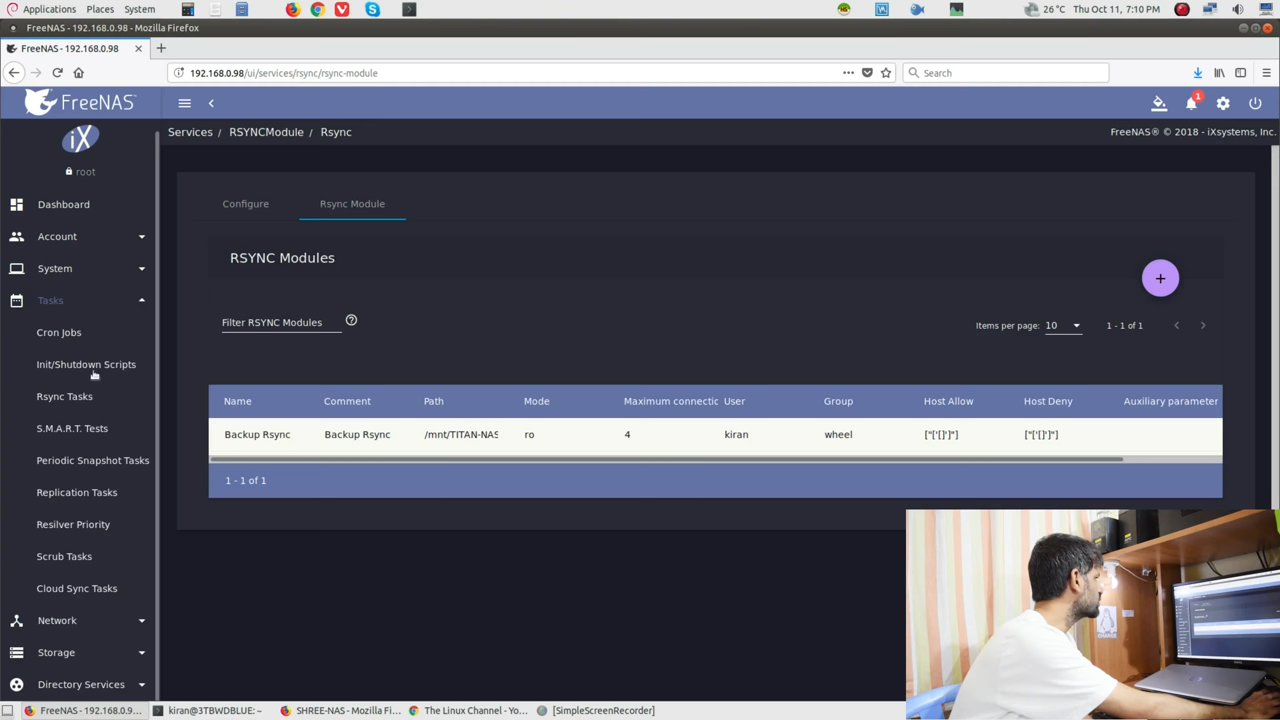 Applications Places System
26 °C Thu Oct 11, 7:10 PM
FreeNAS - 192.168.0.98 - Mozilla Firefox
FreeNAS - 192.168.0.98
192.168.0.98/ui/services/rsync/rsync-module
Search
FreeNAS
1
Services / RSYNCModule / Rsync
FreeNAS® © 2018 - iXsystems, Inc.
iX
root
Dashboard
Account
System
Tasks
Cron Jobs
Init/Shutdown Scripts
Rsync Tasks
S.M.A.R.T. Tests
Periodic Snapshot Tasks
Replication Tasks
Resilver Priority
Scrub Tasks
Cloud Sync Tasks
Network
Storage
Directory Services
Configure
Rsync Module
RSYNC Modules
Filter RSYNC Modules
Items per page: 10
1 - 1 of 1
Name Comment Path Mode Maximum connectic User Group Host Allow Host Deny Auxiliary parameter
Backup Rsync Backup Rsync /mnt/TITAN-NAS ro 4 kiran wheel ["['[]']"] ["['[]']"]
1 - 1 of 1
FreeNAS - 192.168.0.9...
kiran@3TBWDBLUE: ~
SHREE-NAS - Mozilla Fi...
The Linux Channel - Yo...
[SimpleScreenRecorder]